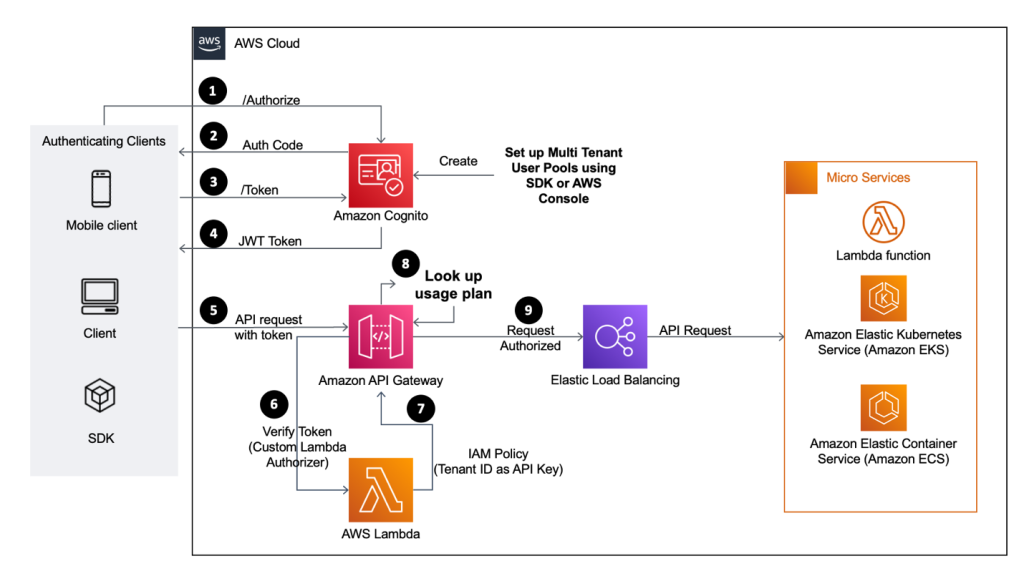 aws
AWS Cloud
1
/Authorize
Authenticating Clients
2
Auth Code
Create
Set up Multi Tenant
User Pools using
SDK or AWS
Console
Micro Services
3
/Token
Mobile client
Amazon Cognito
4
JWT Token
Lambda function
8
Look up
usage plan
5
API request
with token
9
Request
Authorized
API Request
Client
K
Amazon Elastic Kubernetes
Service (Amazon EKS)
</>
Amazon API Gateway
Elastic Load Balancing
6
7
Verify Token
(Custom Lambda
Authorizer)
IAM Policy
(Tenant ID as API Key)
SDK
Amazon Elastic Container
Service (Amazon ECS)
AWS Lambda